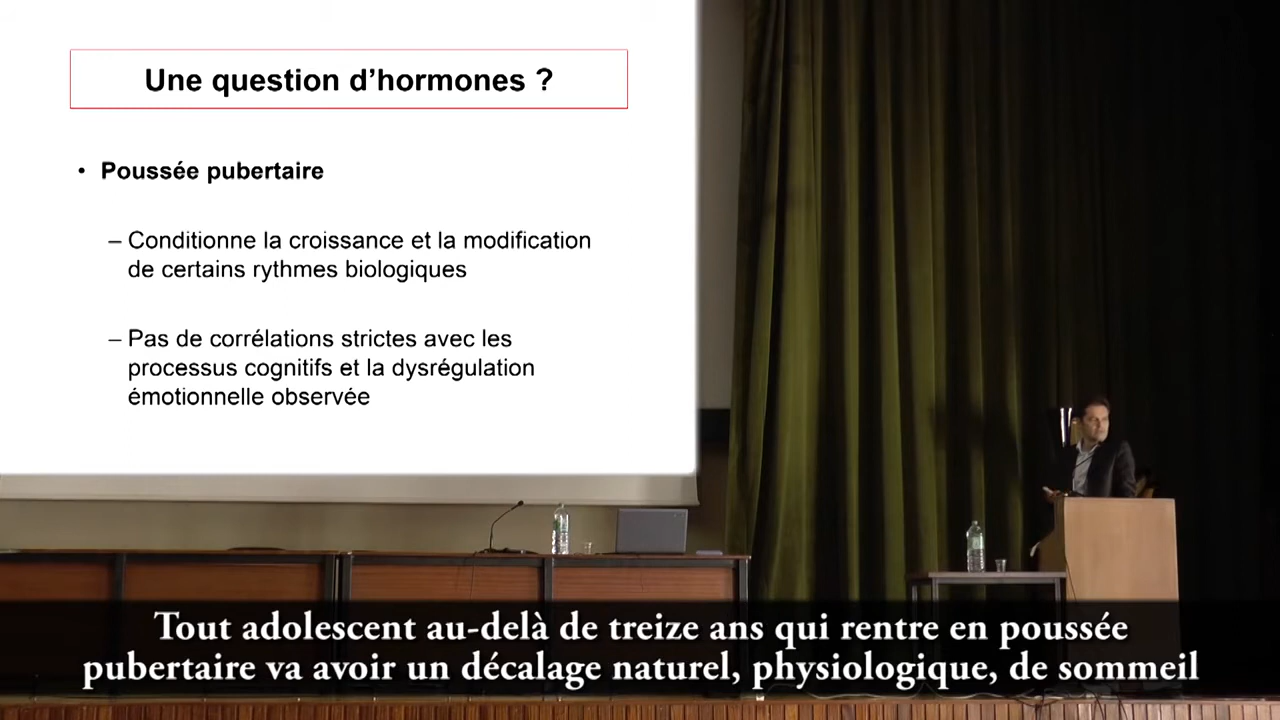 Une question d’hormones ?
• Poussée pubertaire
– Conditionne la croissance et la modification
de certains rythmes biologiques
– Pas de corrélations strictes avec les
processus cognitifs et la dysrégulation
émotionnelle observée
Tout adolescent au-delà de treize ans qui rentre en poussée
pubertaire va avoir un décalage naturel, physiologique, de sommeil